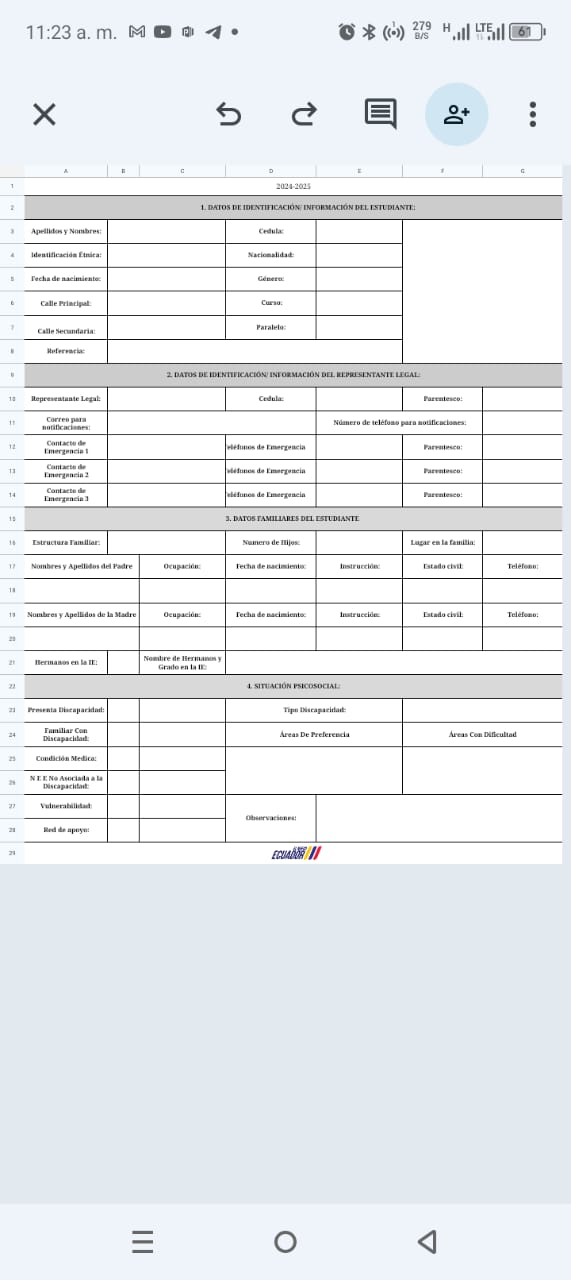 11:23 a. m.
279 B/S H LTE 61
A B C D E F G
1 2024-2025
2 1. DATOS DE IDENTIFICACIÓN/ INFORMACIÓN DEL ESTUDIANTE:
3 Apellidos y Nombres: Cedula:
4 Identificación Étnica: Nacionalidad:
5 Fecha de nacimiento: Género:
6 Calle Principal: Curso:
7 Calle Secundaria: Paralelo:
8 Referencia:
9 2. DATOS DE IDENTIFICACIÓN/ INFORMACIÓN DEL REPRESENTANTE LEGAL:
10 Representante Legal: Cedula: Parentesco:
11 Correo para notificaciones: Número de teléfono para notificaciones:
12 Contacto de Emergencia 1 eléfonos de Emergencia Parentesco:
13 Contacto de Emergencia 2 eléfonos de Emergencia Parentesco:
14 Contacto de Emergencia 3 eléfonos de Emergencia Parentesco:
15 3. DATOS FAMILIARES DEL ESTUDIANTE
16 Estructura Familiar: Numero de Hijos: Lugar en la familia:
17 Nombres y Apellidos del Padre Ocupación: Fecha de nacimiento: Instrucción: Estado civil: Teléfono:
18
19 Nombres y Apellidos de la Madre Ocupación: Fecha de nacimiento: Instrucción: Estado civil: Teléfono:
20
21 Hermanos en la IE: Nombre de Hermanos y Grado en la IE:
22 4. SITUACIÓN PSICOSOCIAL:
23 Presenta Discapacidad: Tipo Discapacidad:
24 Familiar Con Discapacidad: Áreas De Preferencia Áreas Con Dificultad
25 Condición Medica:
26 N E E No Asociada a la Discapacidad:
27 Vulnerabilidad: Observaciones:
28 Red de apoyo:
29 EL NUEVO ECUADOR